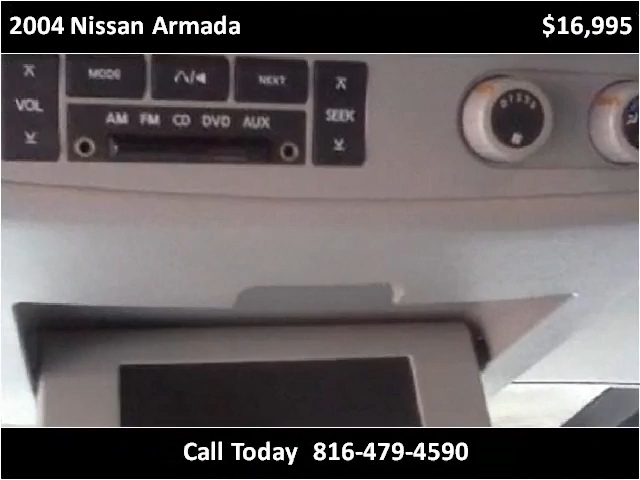 2004 Nissan Armada $16,995
MODE NEXT
VOL SEEK
AM FM CD DVD AUX
Call Today 816-479-4590